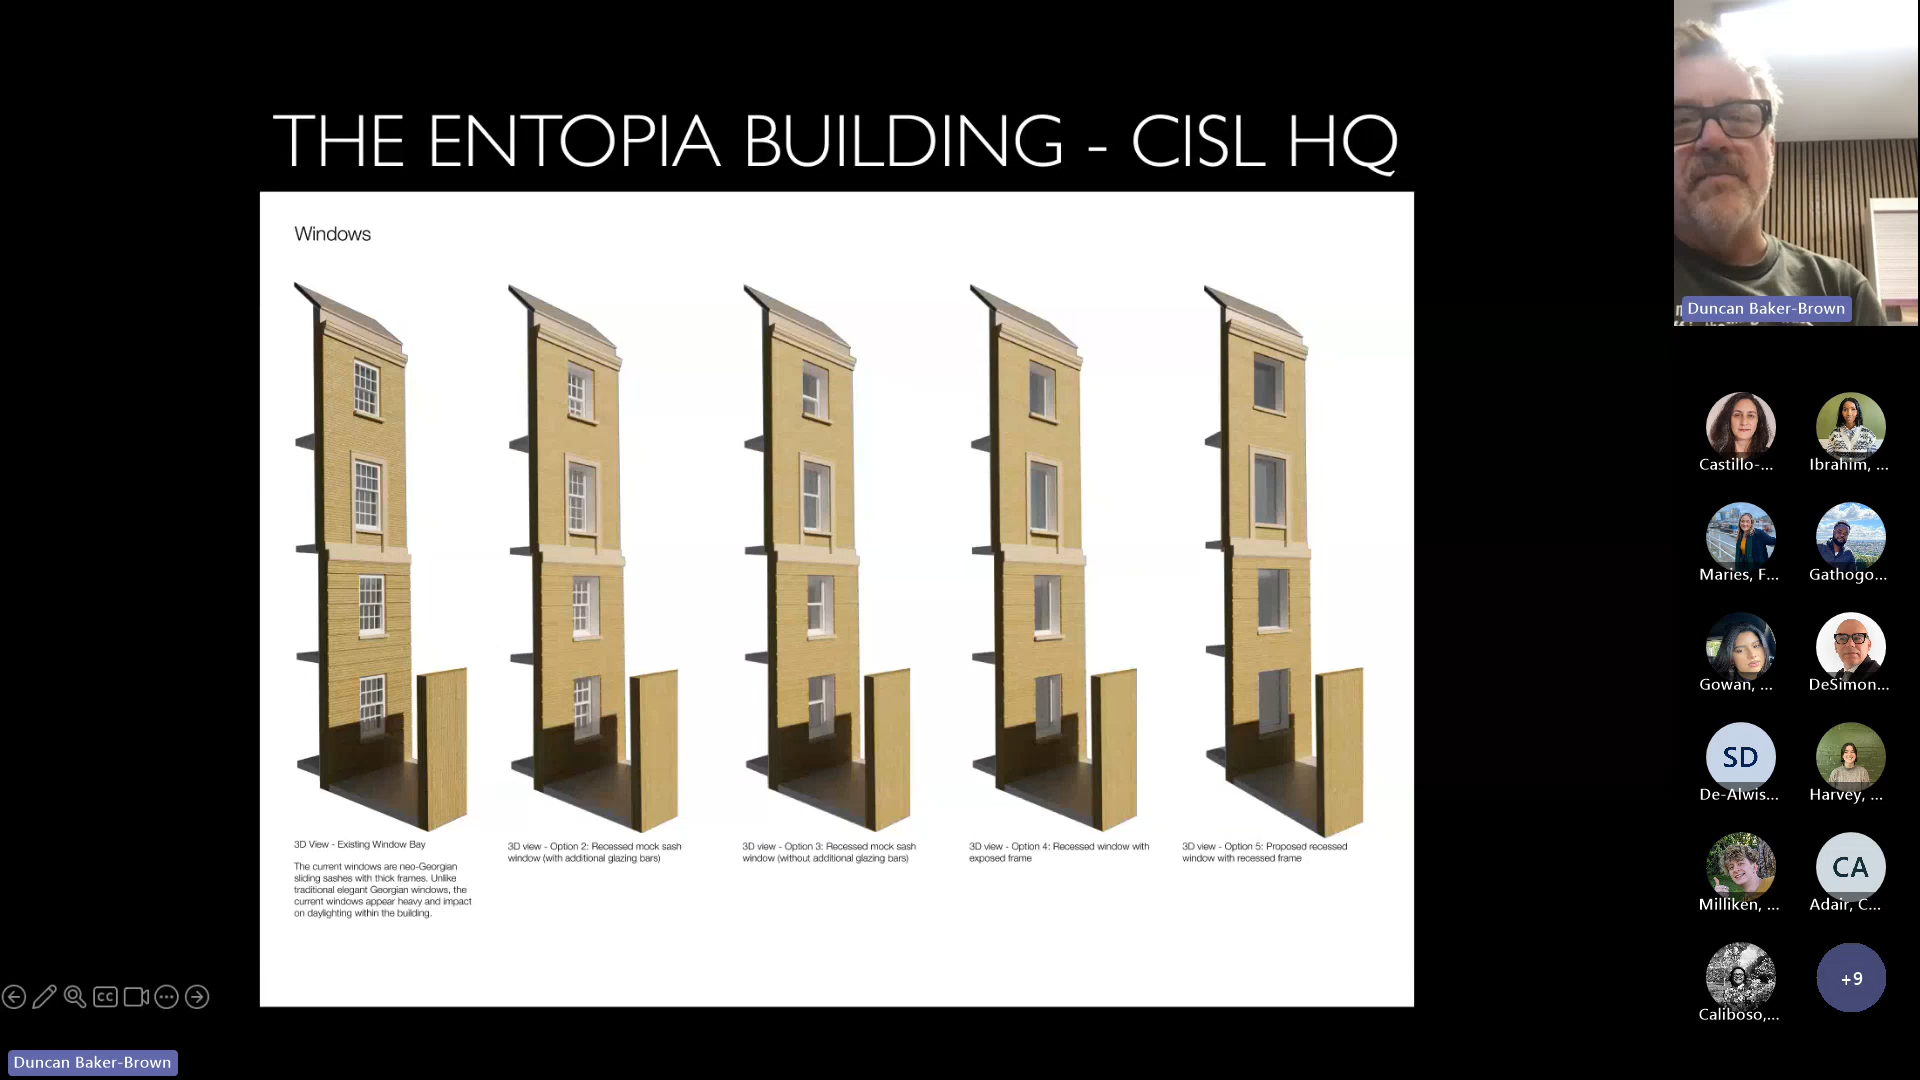 THE ENTOPIA BUILDING - CISL HQ
Windows
3D View - Existing Window Bay
The current windows are neo-Georgian
sliding sashes with thick frames. Unlike
traditional elegant Georgian windows, the
current windows appear heavy and impact
on daylighting within the building.
3D view - Option 2: Recessed mock sash
window (with additional glazing bars)
3D view - Option 3: Recessed mock sash
window (without additional glazing bars)
3D view - Option 4: Recessed window with
exposed frame
3D view - Option 5: Proposed recessed
window with recessed frame
Duncan Baker-Brown
Castillo-...
Ibrahim, ...
Maries, F...
Gathogo...
Gowan, ...
DeSimon...
SD
De-Alwis...
Harvey, ...
Milliken, ...
CA
Adair, C...
Caliboso,...
+9
CC
Duncan Baker-Brown